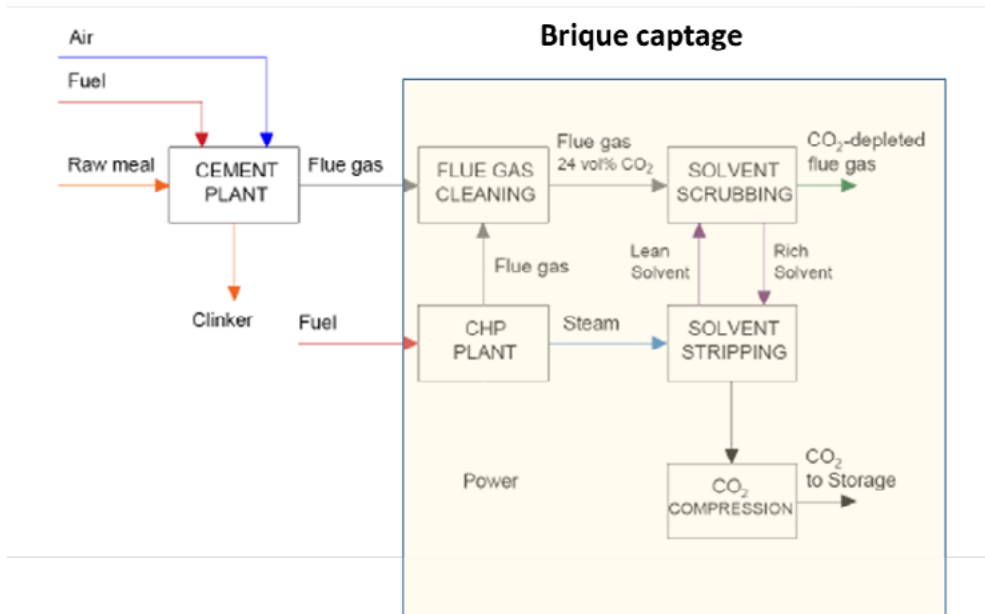 Brique captage
Air
Fuel
Raw meal
CEMENT
PLANT
Flue gas
FLUE GAS
CLEANING
Flue gas
24 vol% CO₂
SOLVENT
SCRUBBING
CO₂-depleted
flue gas
Flue gas
Lean
Solvent
Rich
Solvent
Clinker
Fuel
CHP
PLANT
Steam
SOLVENT
STRIPPING
Power
CO₂
COMPRESSION
CO₂
to Storage